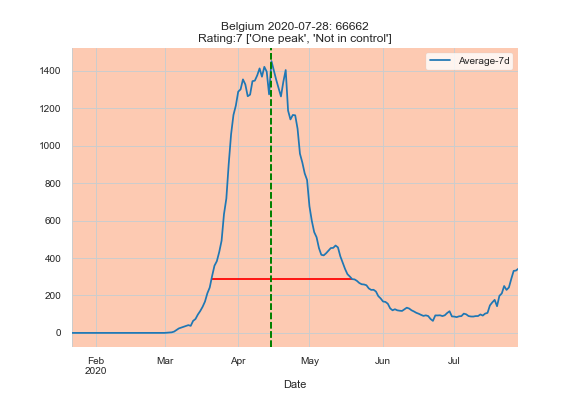 Belgium 2020-07-28: 66662
Rating:7 ['One peak', 'Not in control']
Average-7d
1400
1200
1000
800
600
400
200
0
Feb Mar Apr May Jun Jul
2020
Date